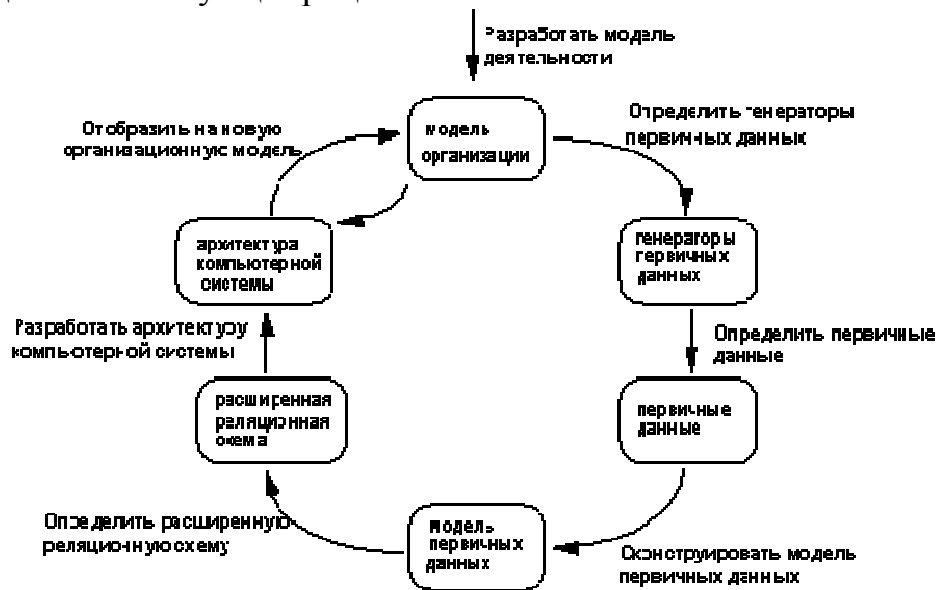 Разработать модель
деятельности
модель
организации
Определить генераторы
первичных данных
генераторы
первичных
данных
Определить первичные
данные
первичные
данные
Сконструировать модель
первичных данных
модель
первичных
данных
Определить расширенную
реляционную схему
расширенная
реляционная
схема
Разработать архитектуру
компьютерной системы
архитектура
компьютерной
системы
Отобразить на новую
организационную модель